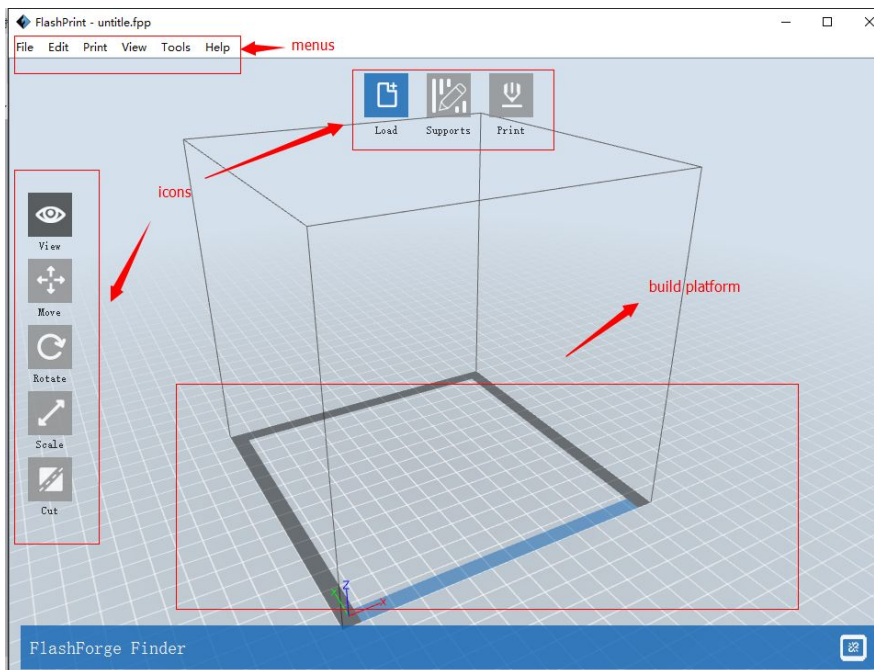 FlashPrint - untitle.fpp
File Edit Print View Tools Help
menus
Load Supports Print
icons
View
Move
build platform
Rotate
Scale
Cut
Z
X
FlashForge Finder